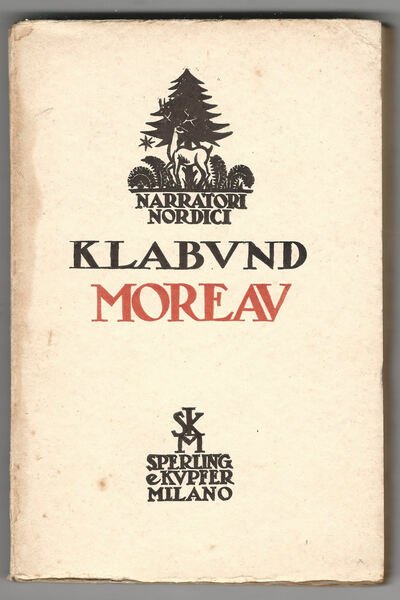 NARRATORI
NORDICI
KLABVND
MOREAV
SKM
SPERLING
e KVPFER
MILANO